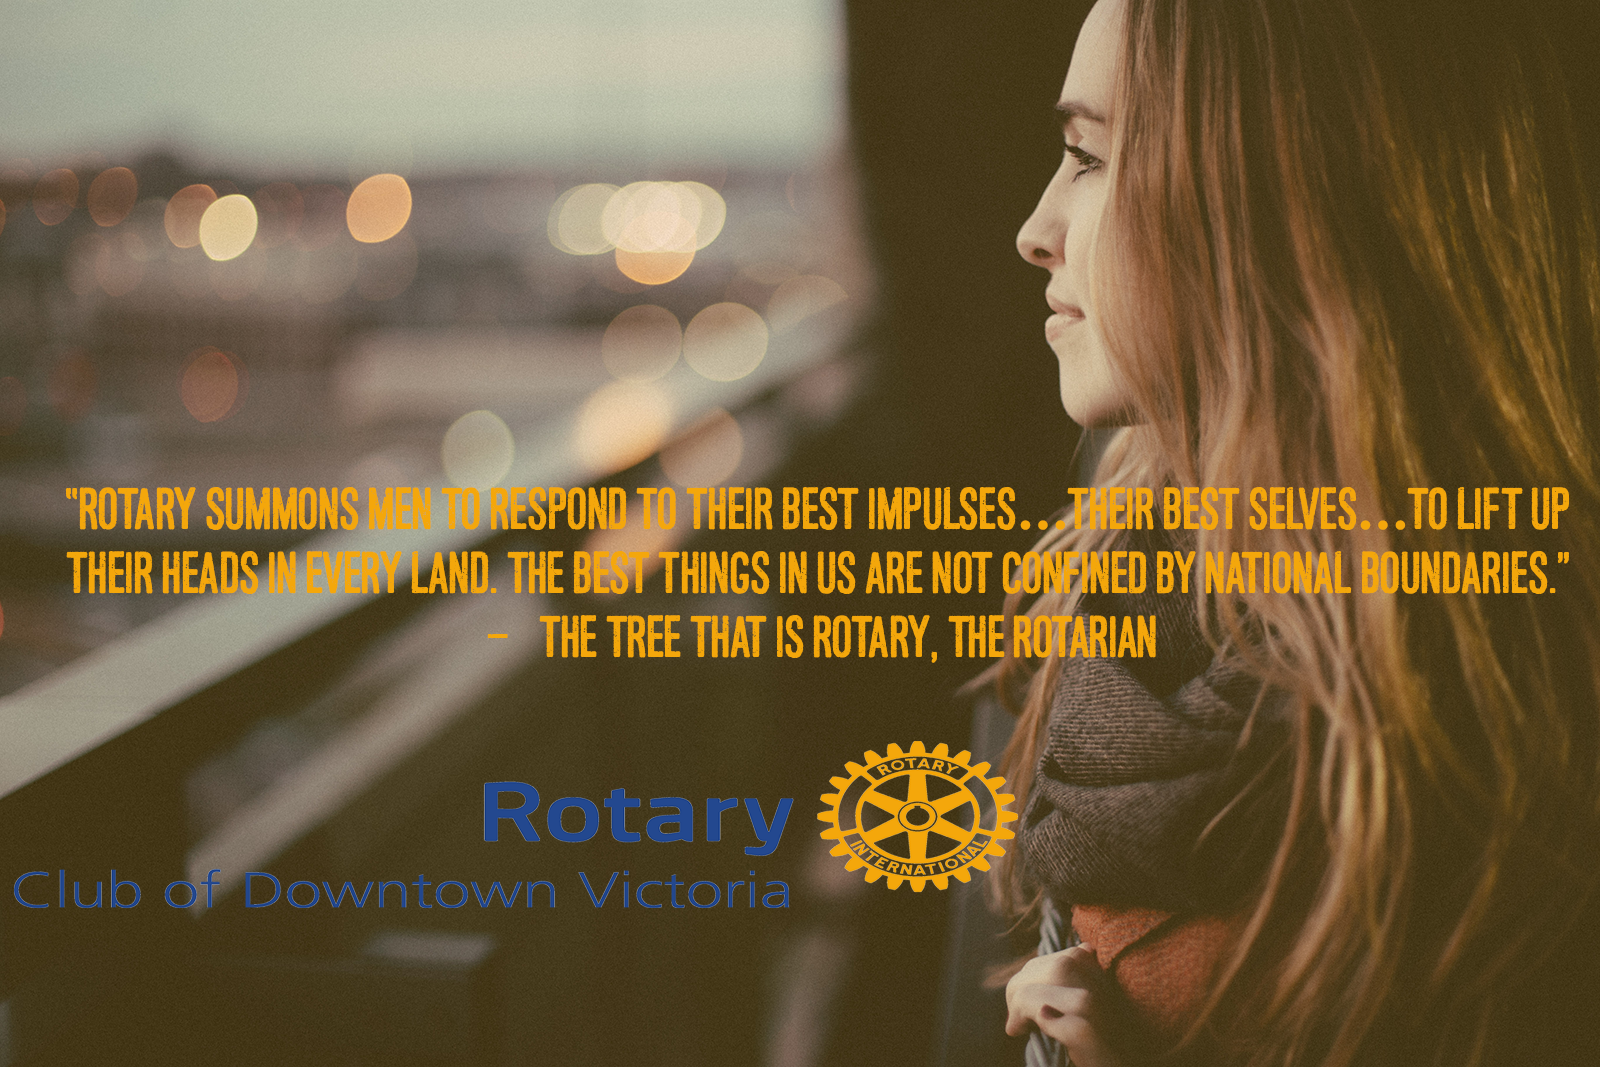 “ROTARY SUMMONS MEN TO RESPOND TO THEIR BEST IMPULSES...THEIR BEST SELVES...TO LIFT UP
THEIR HEADS IN EVERY LAND. THE BEST THINGS IN US ARE NOT CONFINED BY NATIONAL BOUNDARIES.”
– THE TREE THAT IS ROTARY, THE ROTARIAN
Rotary
Club of Downtown Victoria
ROTARY
INTERNATIONAL